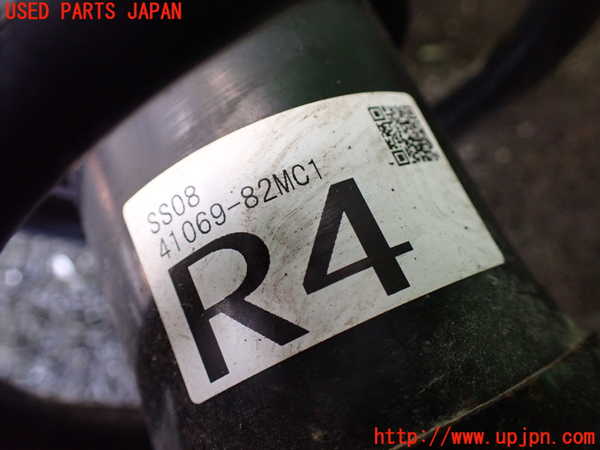 USED PARTS JAPAN
SS08
41069-82MC1
R4
http://www.upjpn.com/